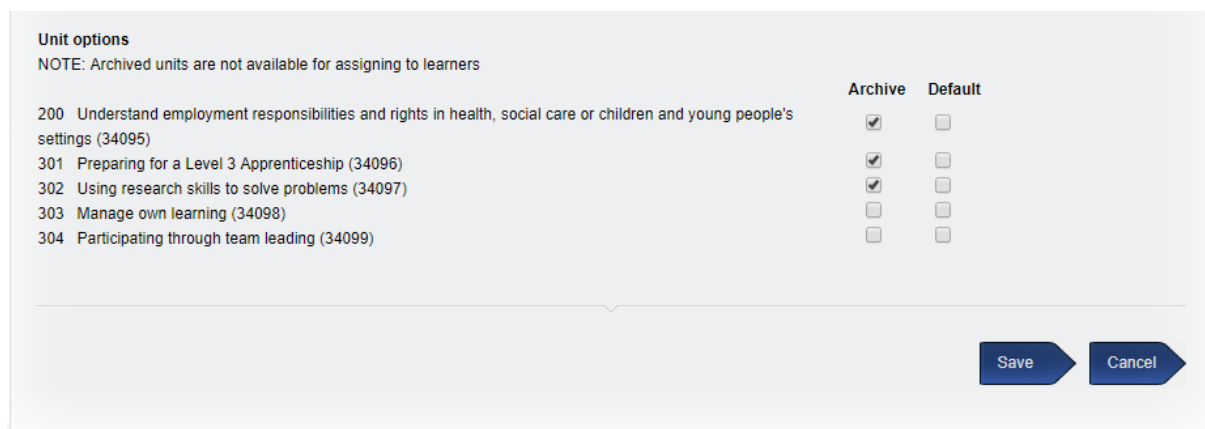 Unit options
NOTE: Archived units are not available for assigning to learners
Archive Default
200 Understand employment responsibilities and rights in health, social care or children and young people's
settings (34095)
301 Preparing for a Level 3 Apprenticeship (34096)
302 Using research skills to solve problems (34097)
303 Manage own learning (34098)
304 Participating through team leading (34099)
Save Cancel